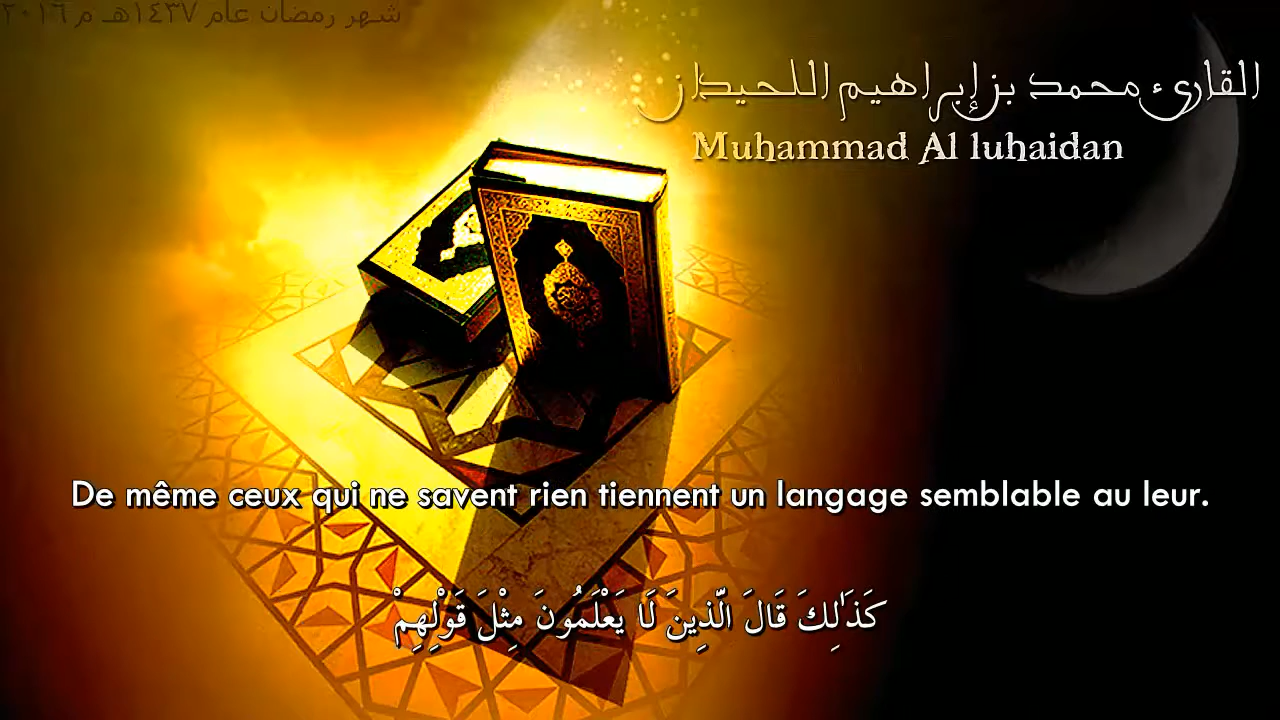 شهر رمضان عام ١٤٣٧هـ م ٢٠١٦
القارئ محمد بن إبراهيم اللحيدان
Muhammad Al luhaidan
De même ceux qui ne savent rien tiennent un langage semblable au leur.
كَذَٰلِكَ قَالَ الَّذِينَ لَا يَعْلَمُونَ مِثْلَ قَوْلِهِمْ